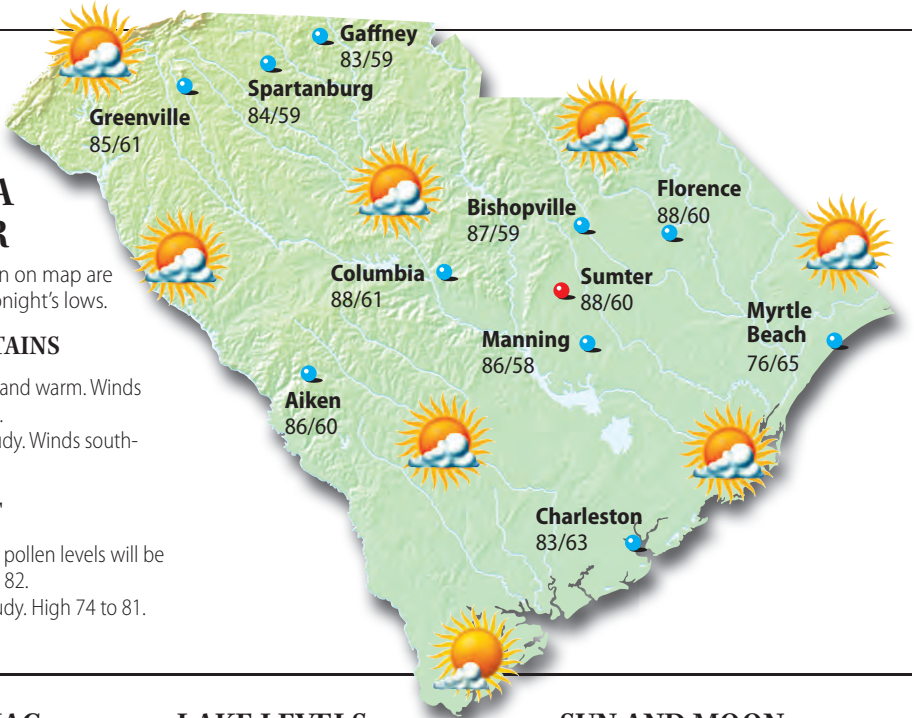 Gaffney
83/59
Spartanburg
84/59
Greenville
85/61
A
R
Bishopville
87/59
Florence
88/60
n on map are
night's lows.
Columbia
88/61
Sumter
88/60
Myrtle
Beach
76/65
TAINS
Manning
86/58
and warm. Winds
.
Aiken
86/60
dy. Winds south-
Charleston
83/63
pollen levels will be
82.
udy. High 74 to 81.
LAKE LEVELS
SUN AND MOON